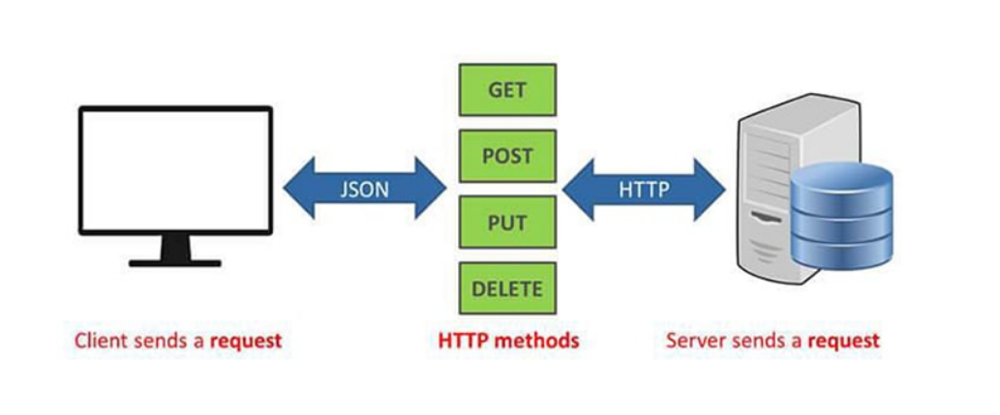 GET
POST
JSON
HTTP
PUT
DELETE
Client sends a request
HTTP methods
Server sends a request